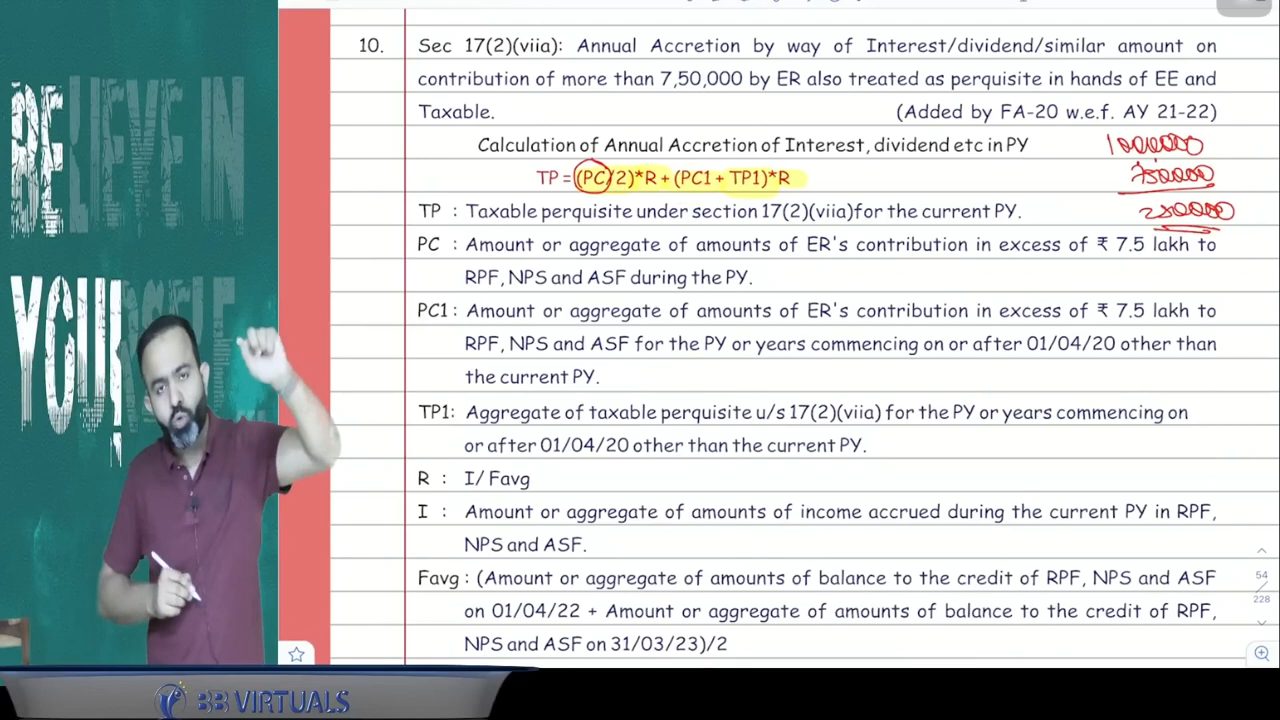 BELIEVE IN
YOURSELF
10. Sec 17(2)(viia): Annual Accretion by way of Interest/dividend/similar amount on
contribution of more than 7,50,000 by ER also treated as perquisite in hands of EE and
Taxable. (Added by FA-20 w.e.f. AY 21-22)
Calculation of Annual Accretion of Interest, dividend etc in PY
1000000
TP = (PC/2)*R + (PC1 + TP1)*R
750000
TP : Taxable perquisite under section 17(2)(viia)for the current PY.
250000
PC : Amount or aggregate of amounts of ER's contribution in excess of ₹ 7.5 lakh to
RPF, NPS and ASF during the PY.
PC1 : Amount or aggregate of amounts of ER's contribution in excess of ₹ 7.5 lakh to
RPF, NPS and ASF for the PY or years commencing on or after 01/04/20 other than
the current PY.
TP1: Aggregate of taxable perquisite u/s 17(2)(viia) for the PY or years commencing on
or after 01/04/20 other than the current PY.
R : I/ Favg
I : Amount or aggregate of amounts of income accrued during the current PY in RPF,
NPS and ASF.
Favg : (Amount or aggregate of amounts of balance to the credit of RPF, NPS and ASF
on 01/04/22 + Amount or aggregate of amounts of balance to the credit of RPF,
NPS and ASF on 31/03/23)/2
54
228
BB VIRTUALS